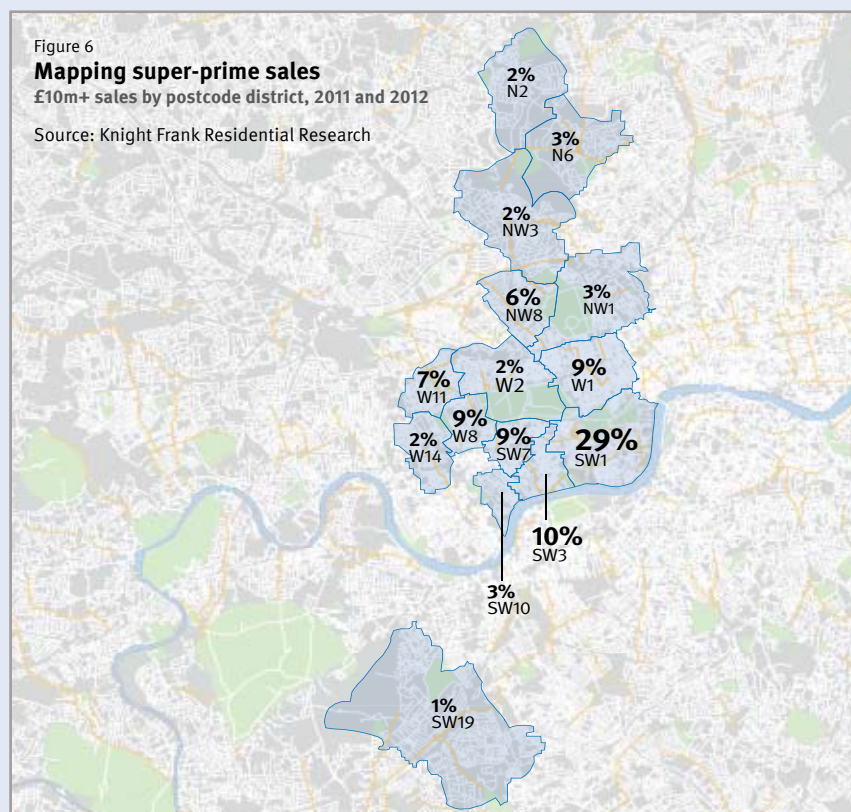 Figure 6
Mapping super-prime sales
£10m+ sales by postcode district, 2011 and 2012
Source: Knight Frank Residential Research
2%
N2
3%
N6
2%
NW3
6%
NW8
3%
NW1
7%
W11
2%
W2
9%
W1
2%
W14
9%
W8
9%
SW7
29%
SW1
10%
SW3
3%
SW10
1%
SW19